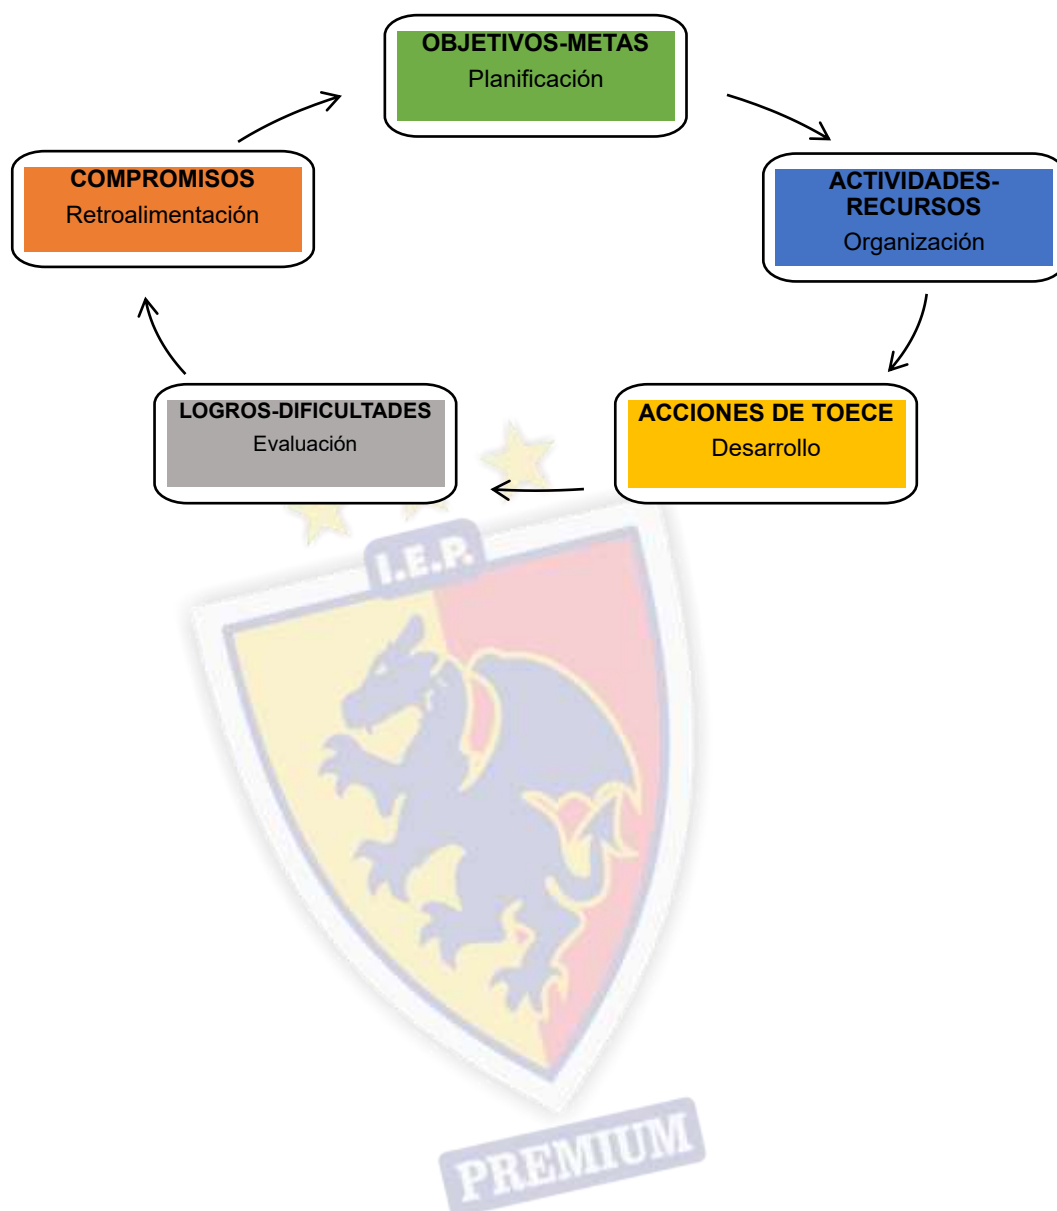 OBJETIVOS-METAS
Planificación
ACTIVIDADES-
RECURSOS
Organización
ACCIONES DE TOECE
Desarrollo
LOGROS-DIFICULTADES
Evaluación
COMPROMISOS
Retroalimentación
I.E.P.
PREMIUM